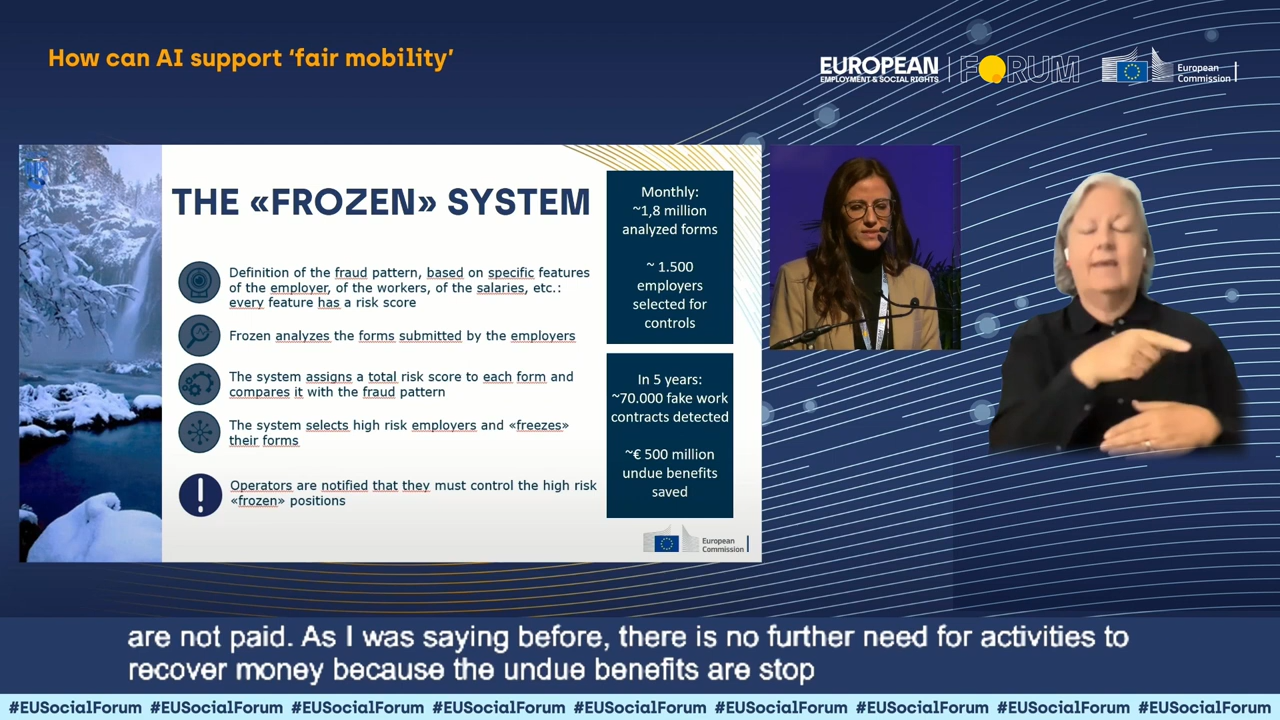 How can AI support ‘fair mobility’
EUROPEAN
EMPLOYMENT & SOCIAL RIGHTS
FORUM
European
Commission
THE «FROZEN» SYSTEM
Definition of the fraud pattern, based on specific features
of the employer, of the workers, of the salaries, etc.:
every feature has a risk score
Frozen analyzes the forms submitted by the employers
The system assigns a total risk score to each form and
compares it with the fraud pattern
The system selects high risk employers and «freezes»
their forms
Operators are notified that they must control the high risk
«frozen» positions
Monthly:
~1,8 million
analyzed forms
~ 1.500
employers
selected for
controls
In 5 years:
~70.000 fake work
contracts detected
~€ 500 million
undue benefits
saved
European
Commission
are not paid. As I was saying before, there is no further need for activities to
recover money because the undue benefits are stop
#EUSocialForum #EUSocialForum #EUSocialForum #EUSocialForum #EUSocialForum #EUSocialForum #EUSocialForum #EUSocialForum #EUSocialForum